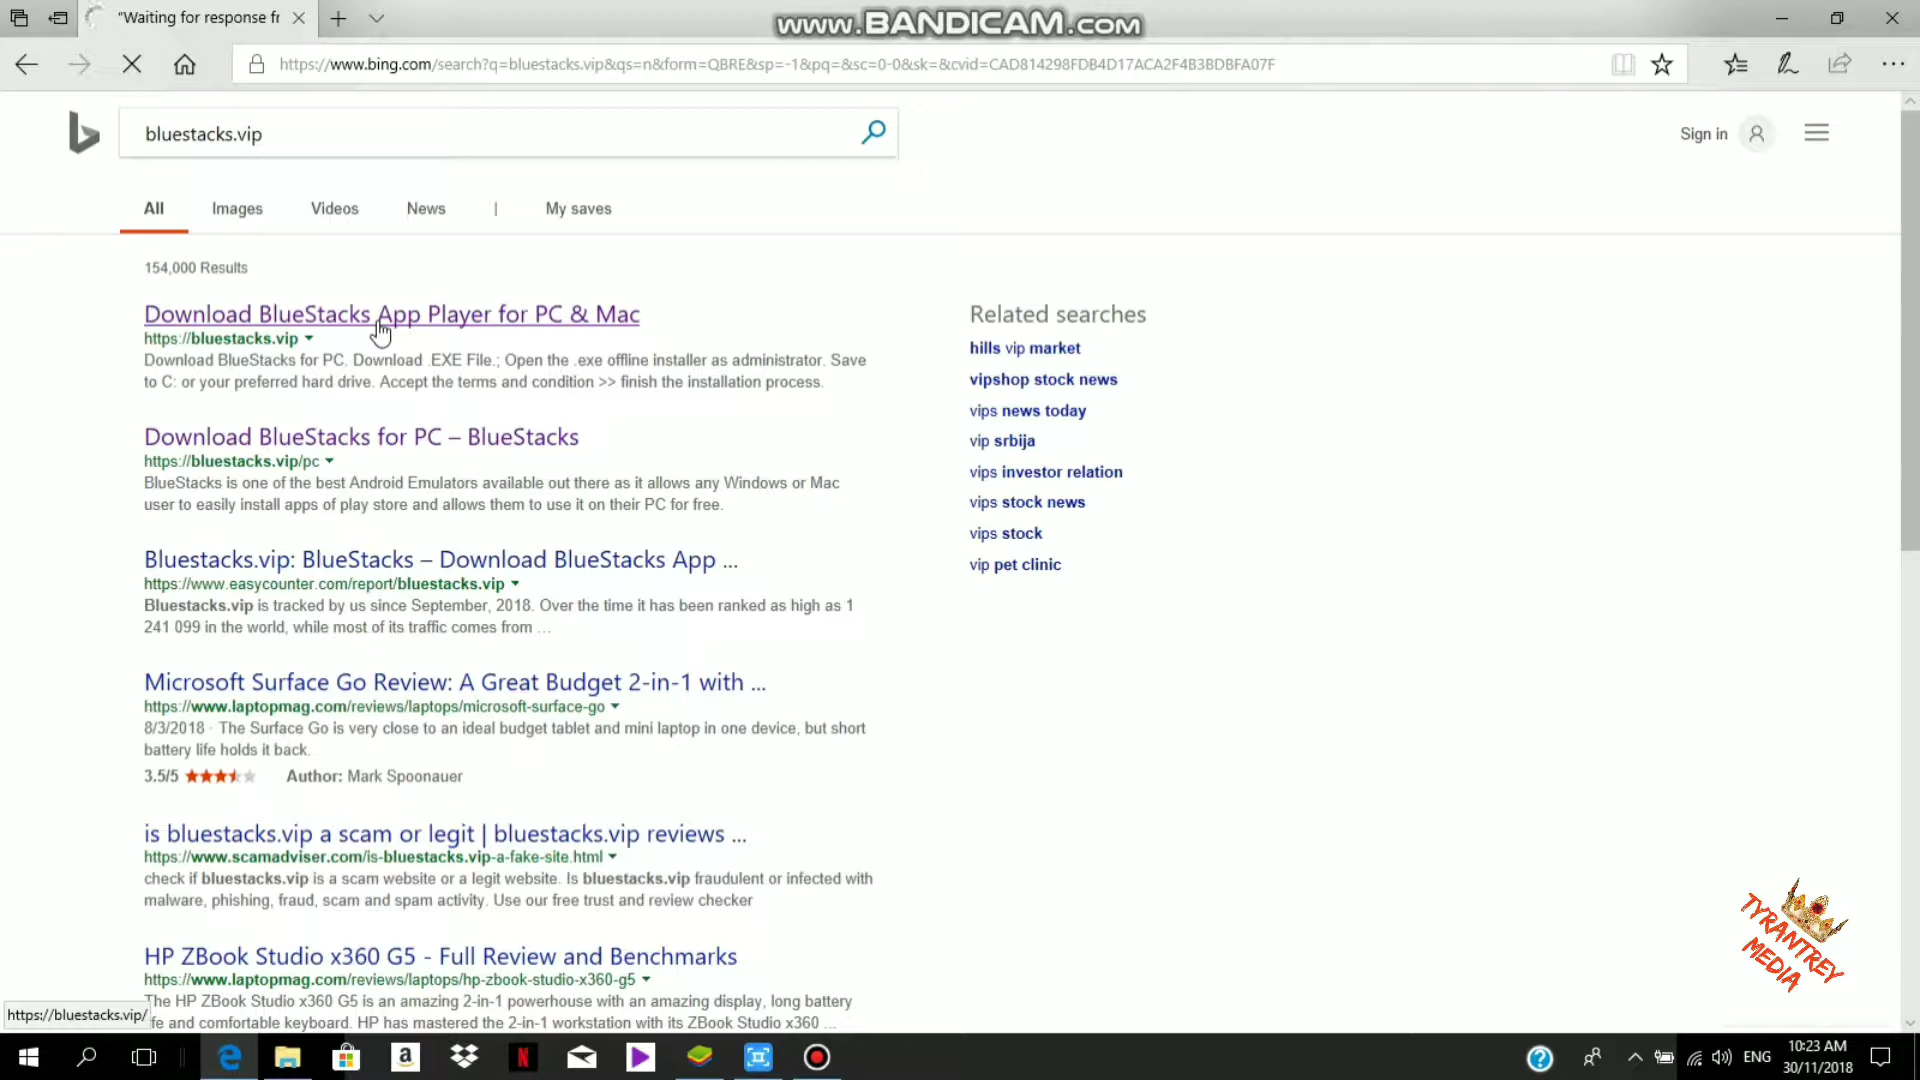 "Waiting for response fr
www.BANDICAM.com
https://www.bing.com/search?q=bluestacks.vip&qs=n&form=QBRE&sp=-1&pq=&sc=0-0&sk=&cvid=CAD814298FDB4D17ACA2F4B3BDBFA07F
bluestacks.vip
Sign in
All Images Videos News | My saves
154,000 Results
Download BlueStacks App Player for PC & Mac
https://bluestacks.vip
Download BlueStacks for PC. Download .EXE File.; Open the .exe offline installer as administrator. Save
to C: or your preferred hard drive. Accept the terms and condition >> finish the installation process.
Download BlueStacks for PC – BlueStacks
https://bluestacks.vip/pc
BlueStacks is one of the best Android Emulators available out there as it allows any Windows or Mac
user to easily install apps of play store and allows them to use it on their PC for free.
Bluestacks.vip: BlueStacks – Download BlueStacks App ...
https://www.easycounter.com/report/bluestacks.vip
Bluestacks.vip is tracked by us since September, 2018. Over the time it has been ranked as high as 1
241 099 in the world, while most of its traffic comes from ...
Microsoft Surface Go Review: A Great Budget 2-in-1 with ...
https://www.laptopmag.com/reviews/laptops/microsoft-surface-go
8/3/2018 · The Surface Go is very close to an ideal budget tablet and mini laptop in one device, but short
battery life holds it back.
3.5/5 Author: Mark Spoonauer
is bluestacks.vip a scam or legit | bluestacks.vip reviews ...
https://www.scamadviser.com/is-bluestacks.vip-a-fake-site.html
check if bluestacks.vip is a scam website or a legit website. Is bluestacks.vip fraudulent or infected with
malware, phishing, fraud, scam and spam activity. Use our free trust and review checker
HP ZBook Studio x360 G5 - Full Review and Benchmarks
https://www.laptopmag.com/reviews/laptops/hp-zbook-studio-x360-g5
The HP ZBook Studio x360 G5 is an amazing 2-in-1 powerhouse with an amazing display, long battery
fe and comfortable keyboard. HP has mastered the 2-in-1 workstation with its ZBook Studio x360 ...
https://bluestacks.vip/
Related searches
hills vip market
vipshop stock news
vips news today
vip srbija
vips investor relation
vips stock news
vips stock
vip pet clinic
TYRANTREY
MEDIA
ENG
10:23 AM
30/11/2018